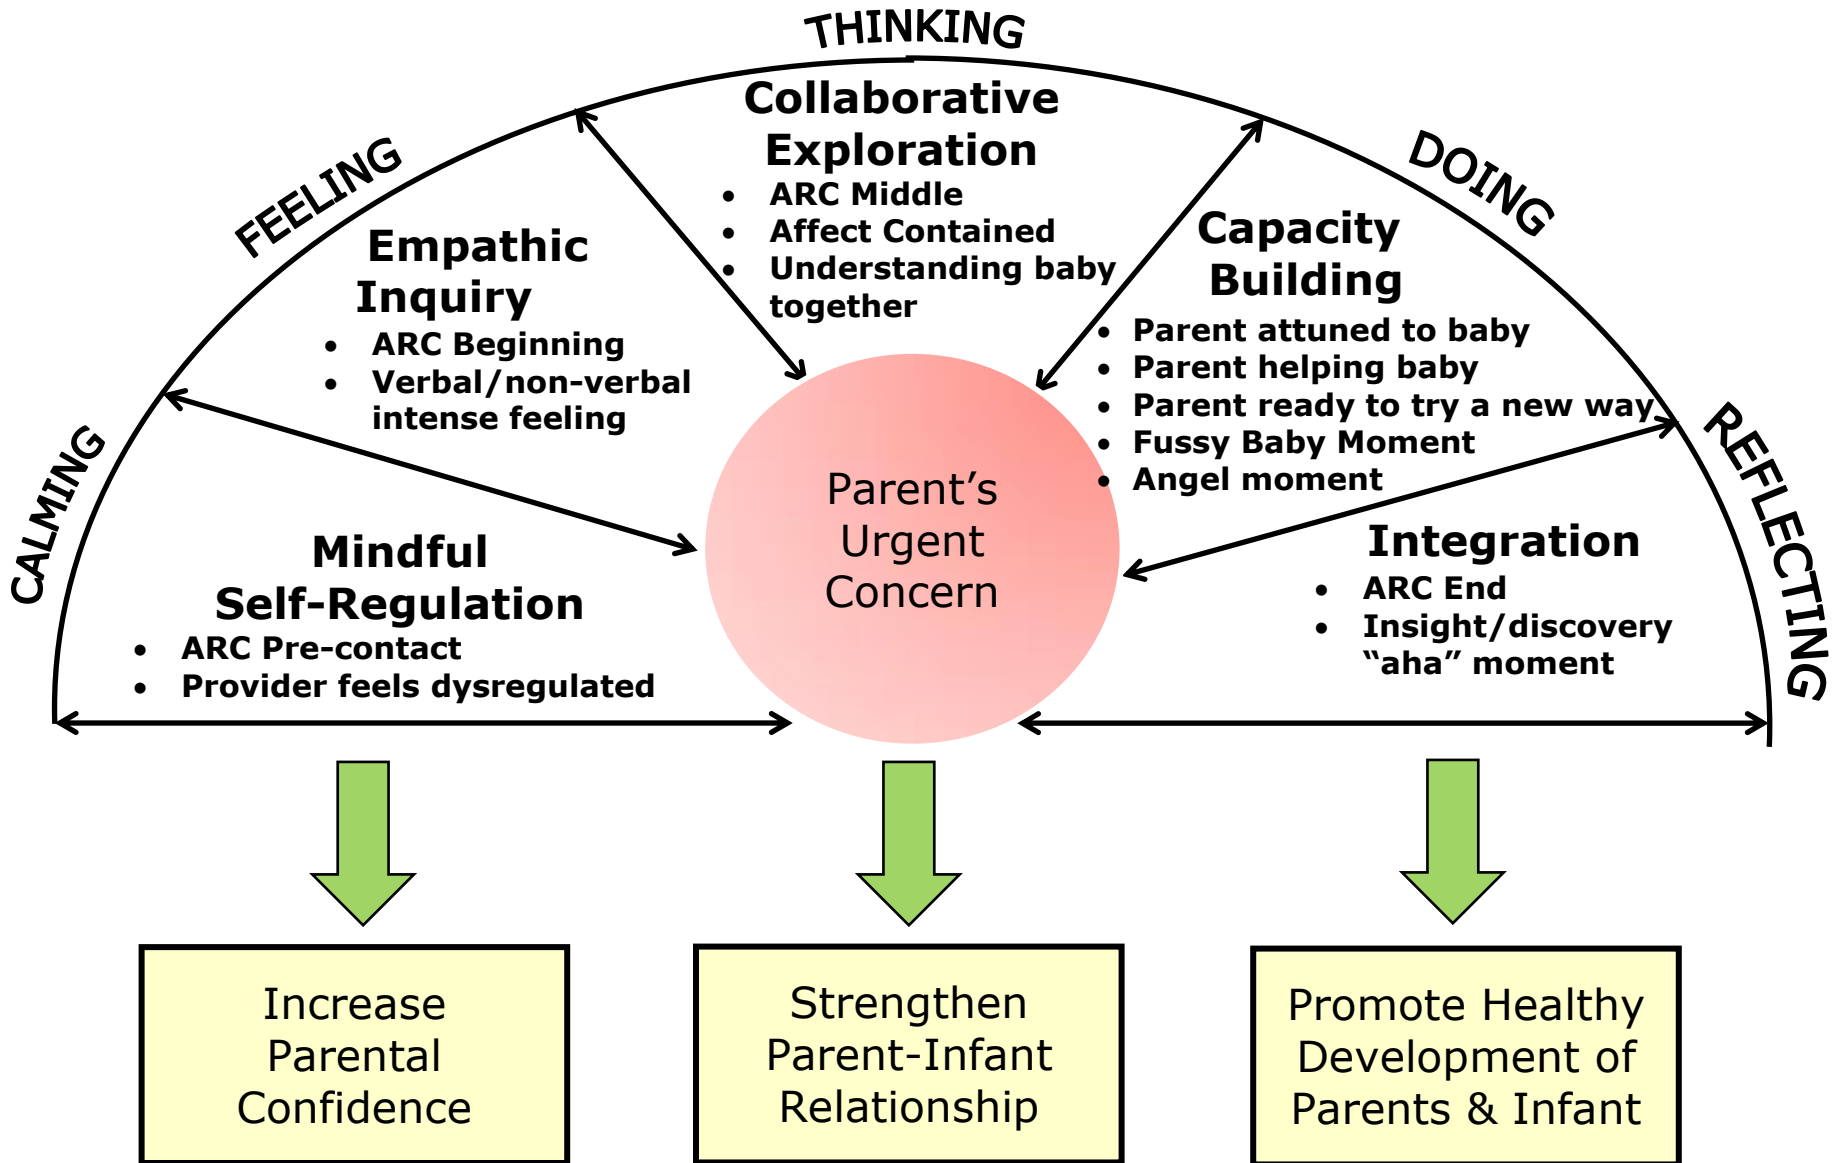 THINKING
FEELING
DOING
CALMING
REFLECTING
Collaborative
Exploration
• ARC Middle
• Affect Contained
• Understanding baby
together
Empathic
Inquiry
• ARC Beginning
• Verbal/non-verbal
intense feeling
Capacity
Building
• Parent attuned to baby
• Parent helping baby
• Parent ready to try a new way
• Fussy Baby Moment
• Angel moment
Mindful
Self-Regulation
• ARC Pre-contact
• Provider feels dysregulated
Parent’s
Urgent
Concern
Integration
• ARC End
• Insight/discovery
“aha” moment
Increase
Parental
Confidence
Strengthen
Parent-Infant
Relationship
Promote Healthy
Development of
Parents & Infant